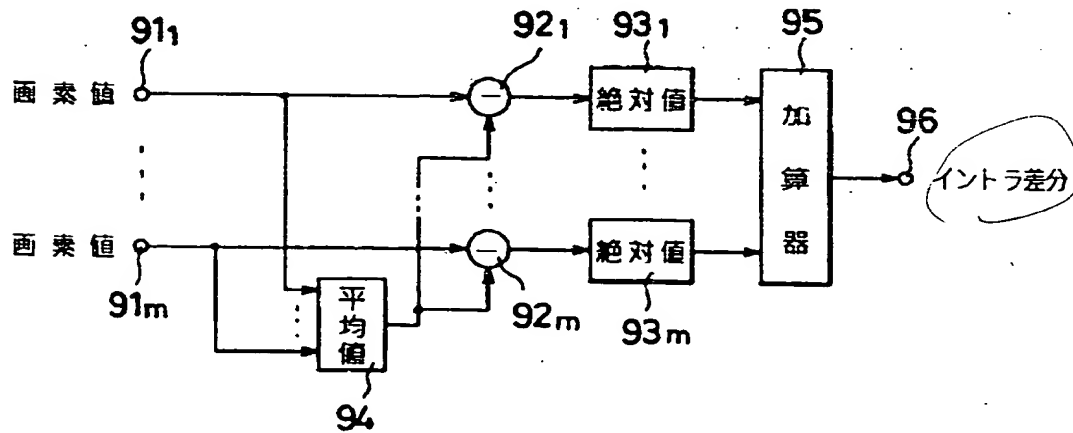 91₁
92₁
93₁
95
画素値
−
絶対値
加算器
96
イントラ差分
画素値
−
絶対値
91m
平均値
92m
93m
94